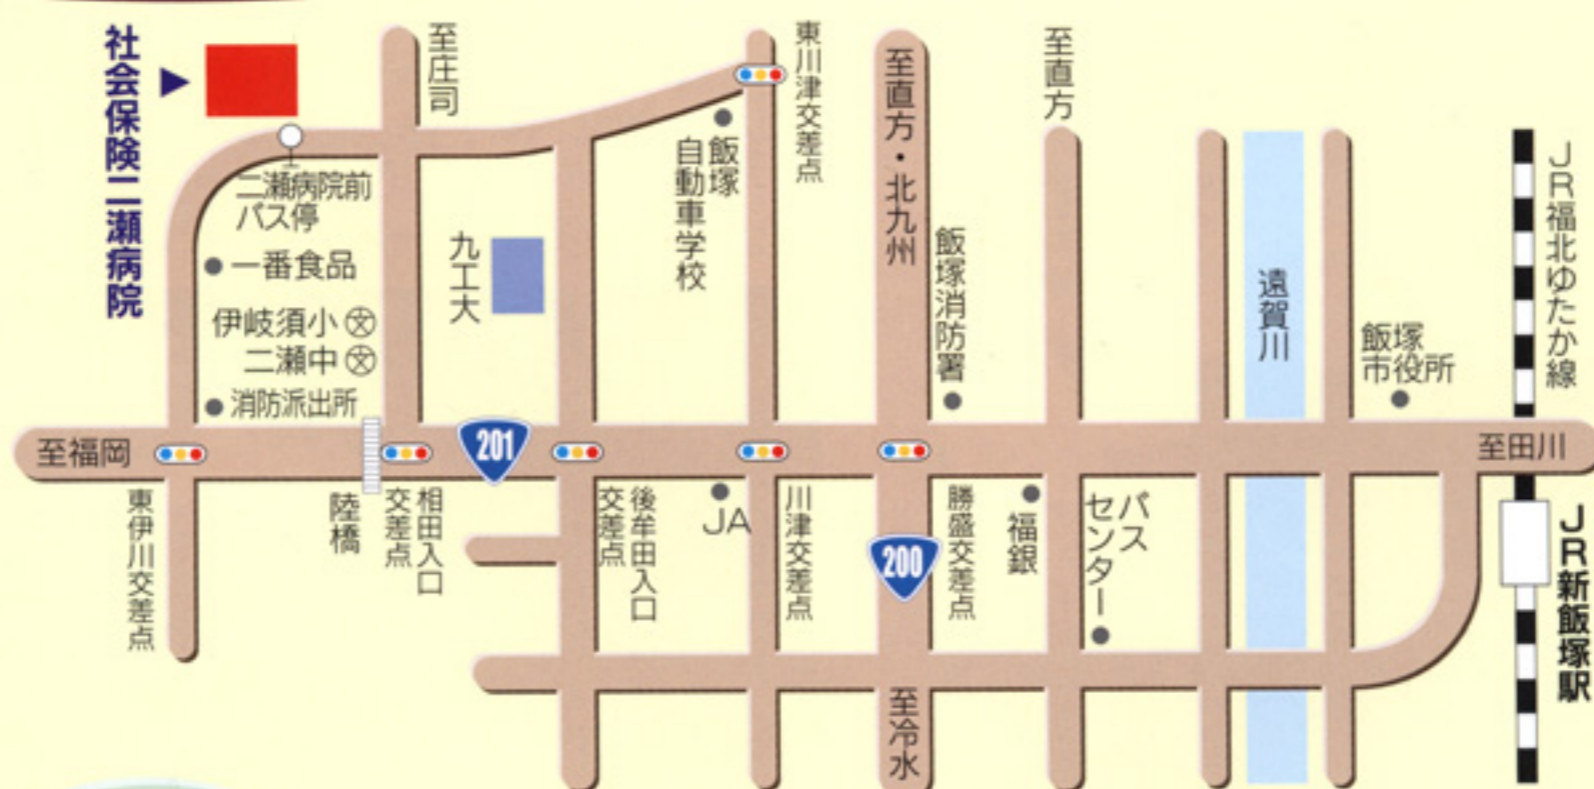 社会保険二瀬病院
至庄司
東川津交差点
至直方・北九州
至直方
二瀬病院前
バス停
一番食品
伊岐須小 文
二瀬中 文
消防派出所
九工大
飯塚
自動車学校
飯塚消防署
遠賀川
飯塚
市役所
JR福北ゆたか線
至福岡
201
至田川
東伊川交差点
陸橋
相田入口
交差点
後牟田入口
交差点
JA
川津交差点
200
勝盛交差点
福銀
バス
センター
JR新飯塚駅
至冷水